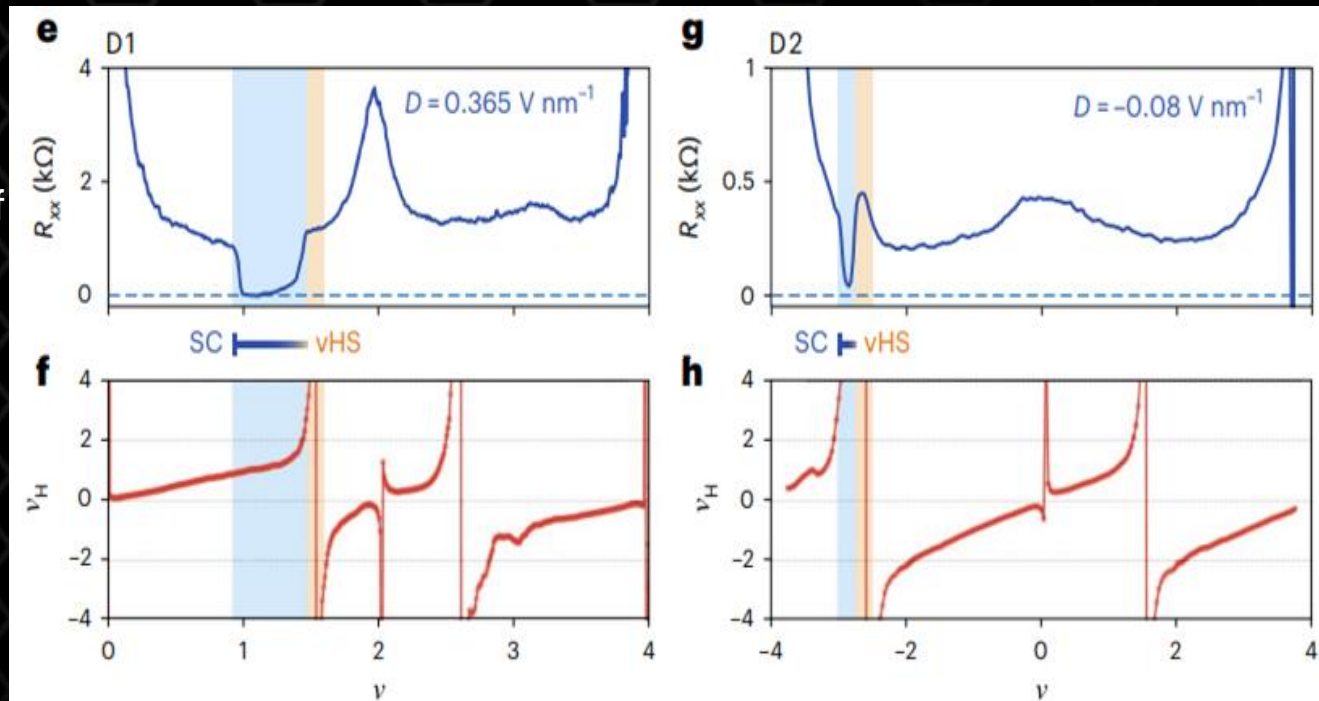 e
D1
4
2
0
R_xx (kΩ)
D = 0.365 V nm⁻¹
SC
vHS
g
D2
1
0.5
0
R_xx (kΩ)
D = –0.08 V nm⁻¹
SC
vHS
f
4
2
0
–2
–4
ν_H
0
1
2
3
4
ν
h
4
2
0
–2
–4
ν_H
–4
–2
0
2
4
ν
f